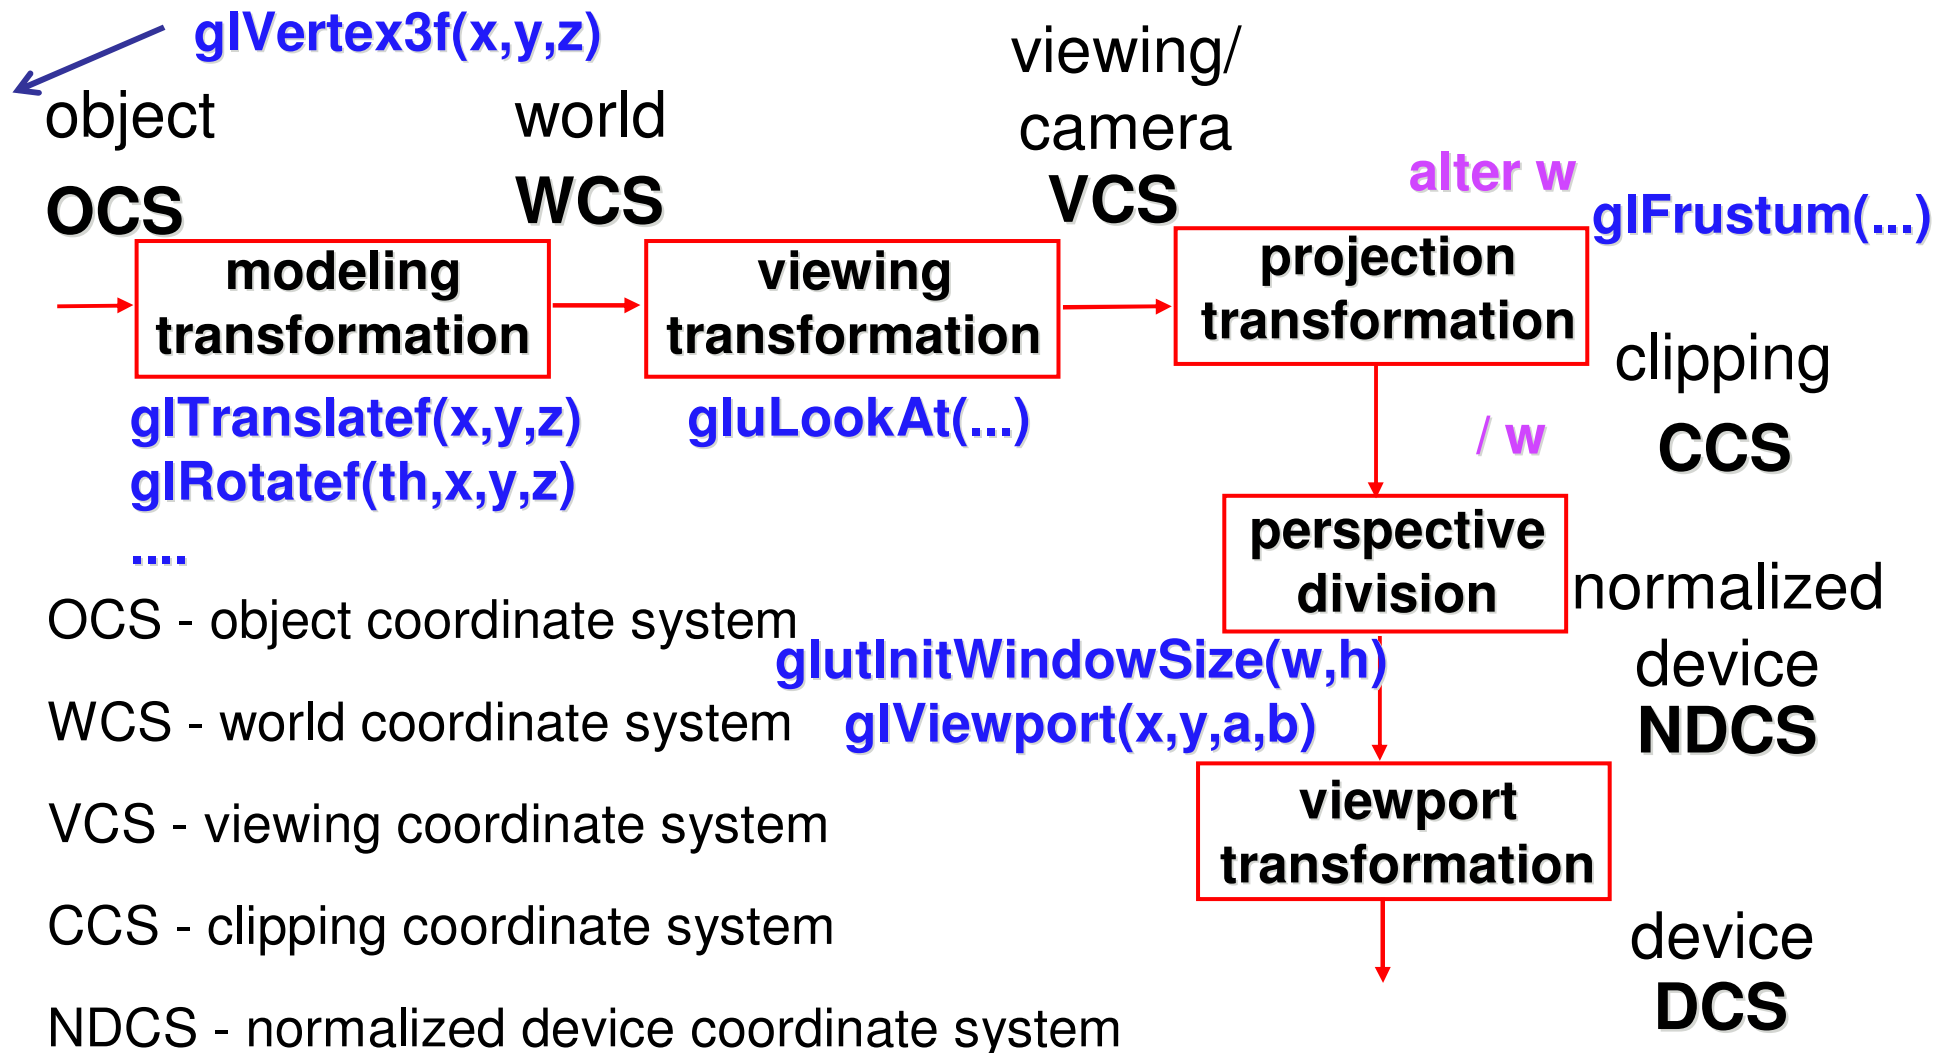 glVertex3f(x,y,z)
object
OCS
world
WCS
viewing/
camera
VCS
alter w
glFrustum(...)
modeling
transformation
viewing
transformation
projection
transformation
glTranslatef(x,y,z)
glRotatef(th,x,y,z)
....
gluLookAt(...)
/ w
clipping
CCS
perspective
division
normalized
device
NDCS
glutInitWindowSize(w,h)
glViewport(x,y,a,b)
viewport
transformation
device
DCS
OCS - object coordinate system
WCS - world coordinate system
VCS - viewing coordinate system
CCS - clipping coordinate system
NDCS - normalized device coordinate system